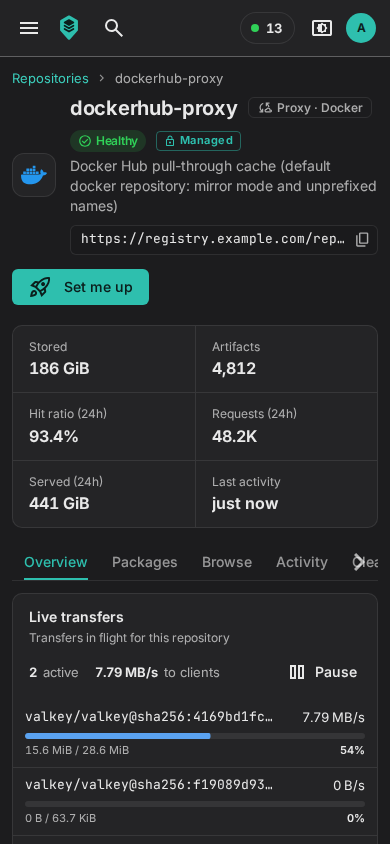 13
A
Repositories > dockerhub-proxy
dockerhub-proxy
Proxy · Docker
Healthy
Managed
Docker Hub pull-through cache (default
docker repository: mirror mode and unprefixed
names)
https://registry.example.com/rep…
Set me up
Stored
186 GiB
Artifacts
4,812
Hit ratio (24h)
93.4%
Requests (24h)
48.2K
Served (24h)
441 GiB
Last activity
just now
Overview
Packages
Browse
Activity
Live transfers
Transfers in flight for this repository
2 active
7.79 MB/s to clients
Pause
valkey/valkey@sha256:4169bd1fc…
7.79 MB/s
15.6 MiB / 28.6 MiB
54%
valkey/valkey@sha256:f19089d93…
0 B/s
0 B / 63.7 KiB
0%